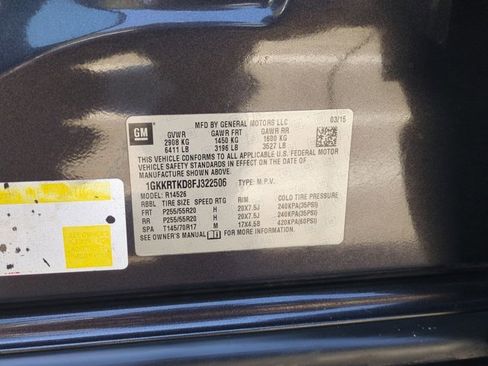 GM
MFD BY GENERAL MOTORS LLC 03/15
GVWR GAWR FRT GAWR RR
2908 KG 1450 KG 1600 KG
6411 LB 3196 LB 3527 LB
THIS VEHICLE CONFORMS TO ALL APPLICABLE U.S. FEDERAL MOTOR
VEHICLE SAFETY STANDARDS IN EFFECT ON THE DATE OF
MANUFACTURE SHOWN ABOVE.
1GKKRTKD8FJ322506 TYPE: M.P.V.
MODEL: R14526
RBBL TIRE SIZE SPEED RTG RIM COLD TIRE PRESSURE
FRT P255/55R20 H 20X7.5J 240KPA(35PSI)
RR P255/55R20 H 20X7.5J 240KPA(35PSI)
SPA T145/70R17 M 17X4.5B 420KPA(60PSI)
SEE OWNER'S MANUAL